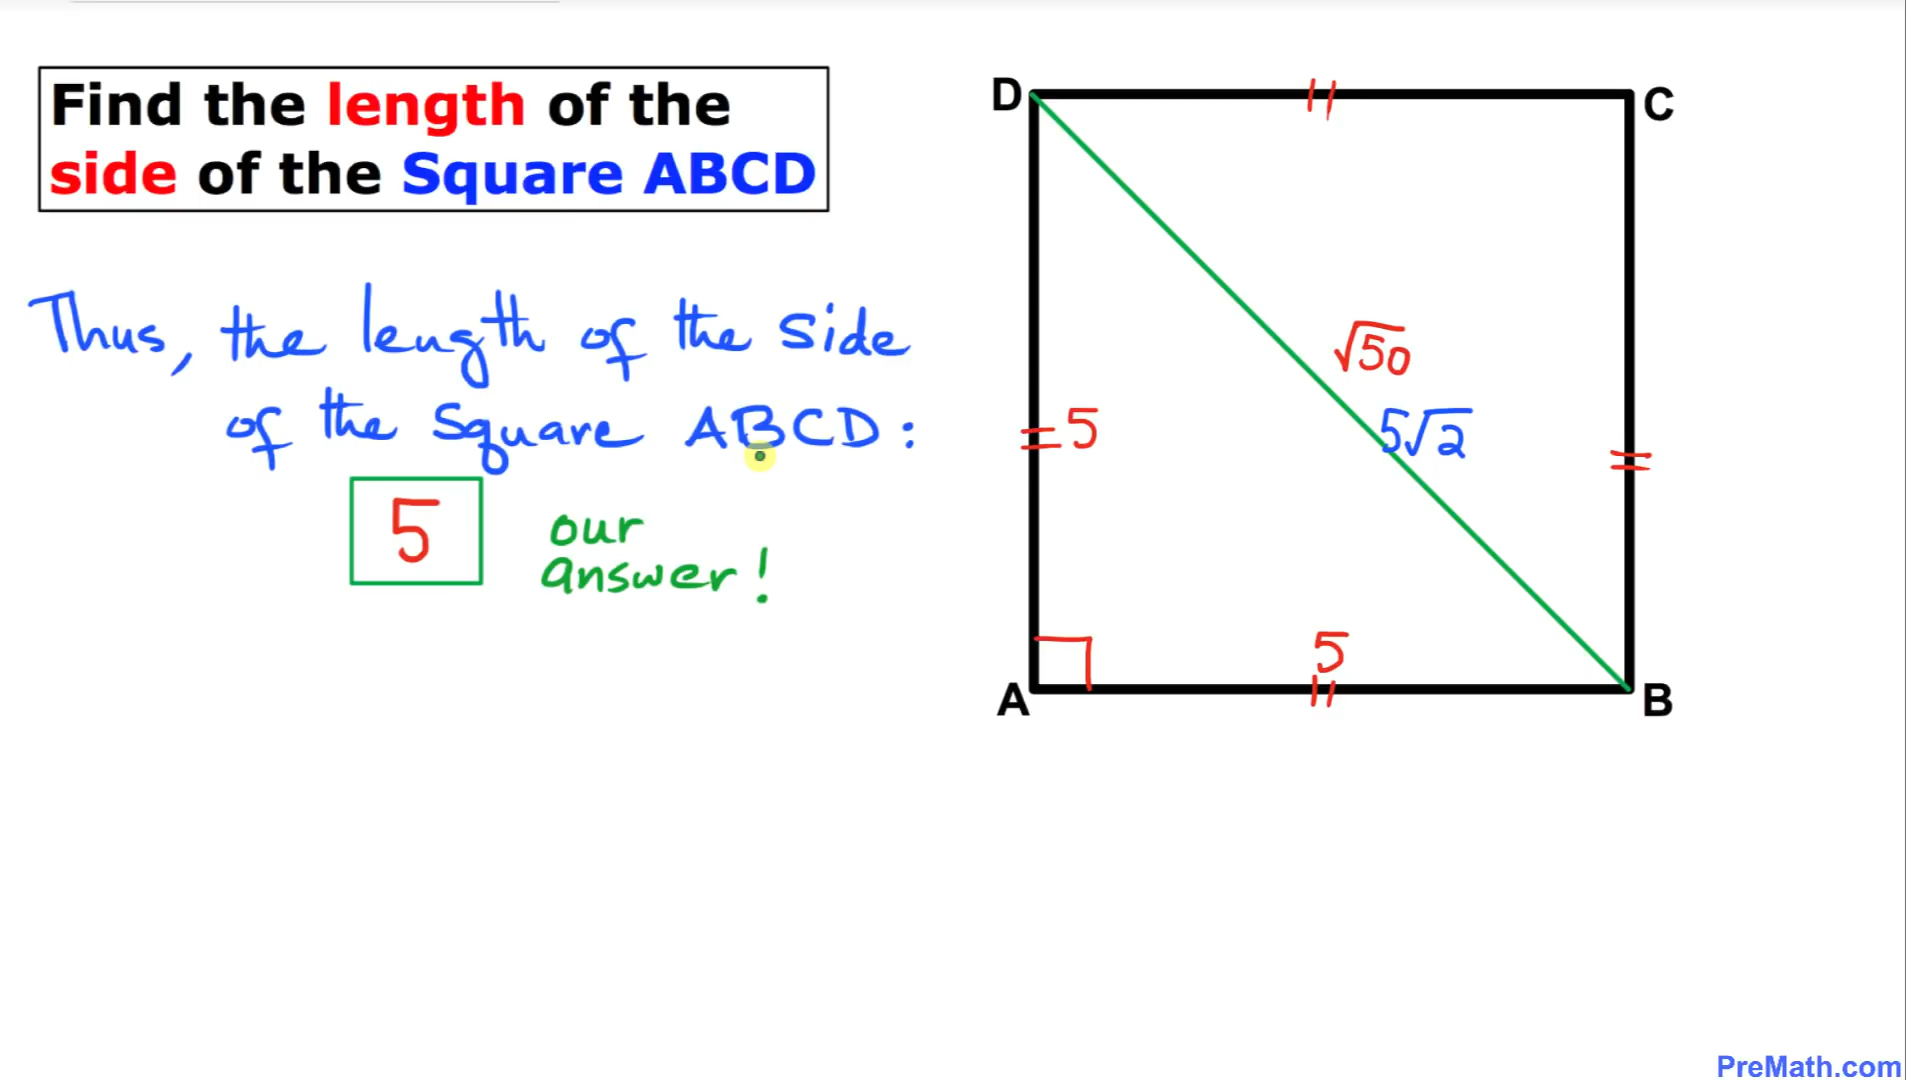 Find the length of the
side of the Square ABCD
Thus, the length of the side
of the square ABCD:
5
our
answer!
D
C
√50
5√2
5
5
A
B
PreMath.com